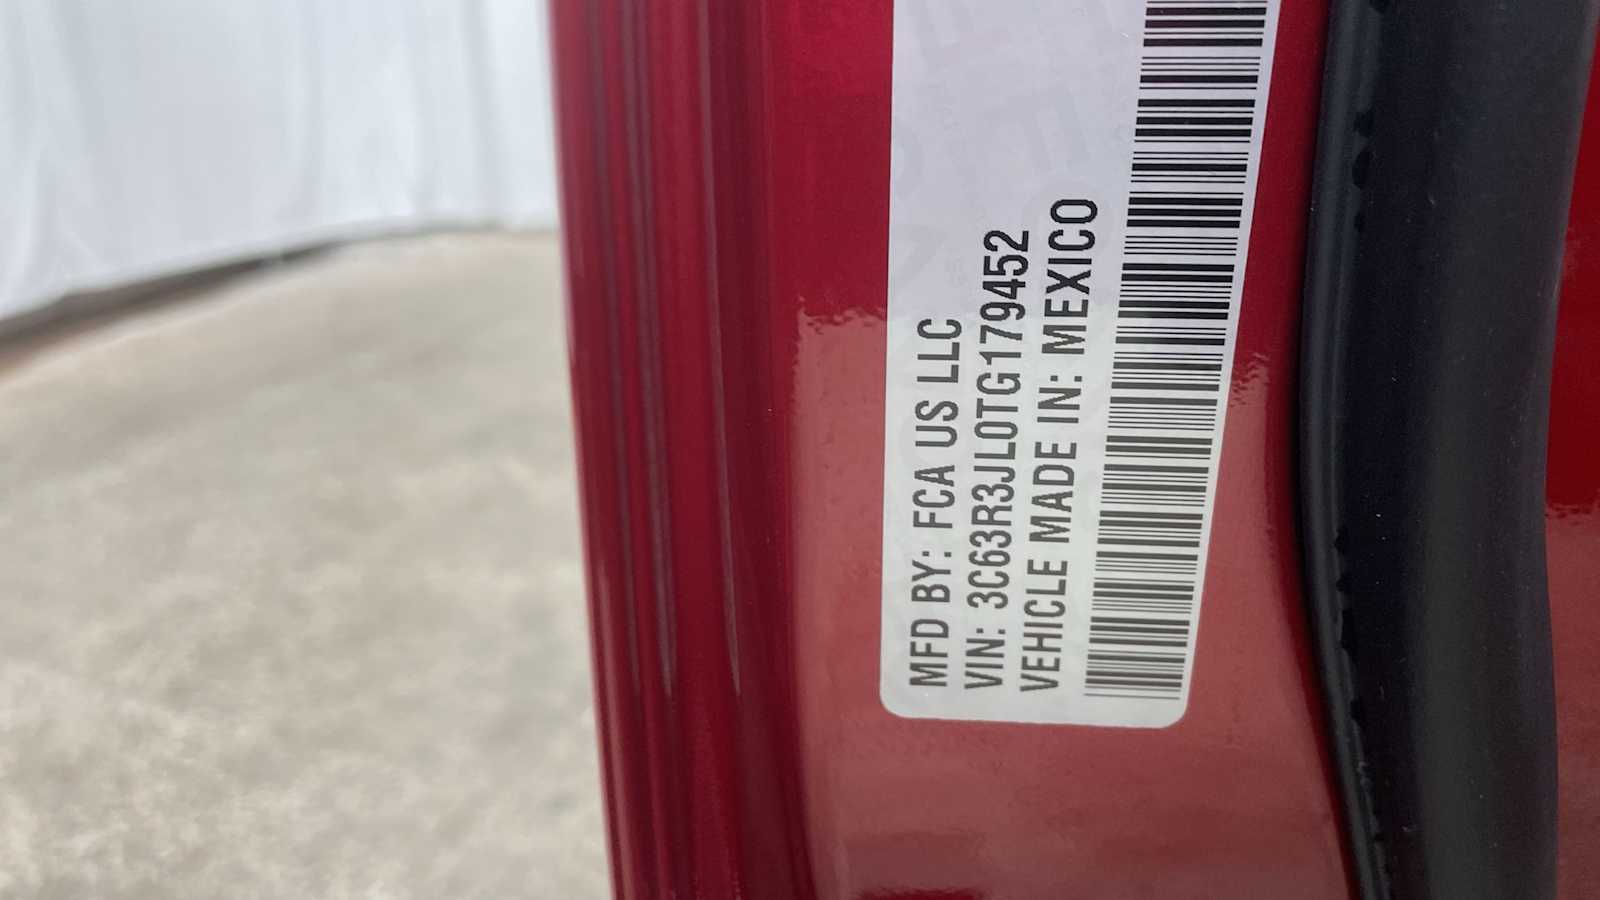 MFD BY: FCA US LLC
VIN: 3C63R3JL0TG179452
VEHICLE MADE IN: MEXICO